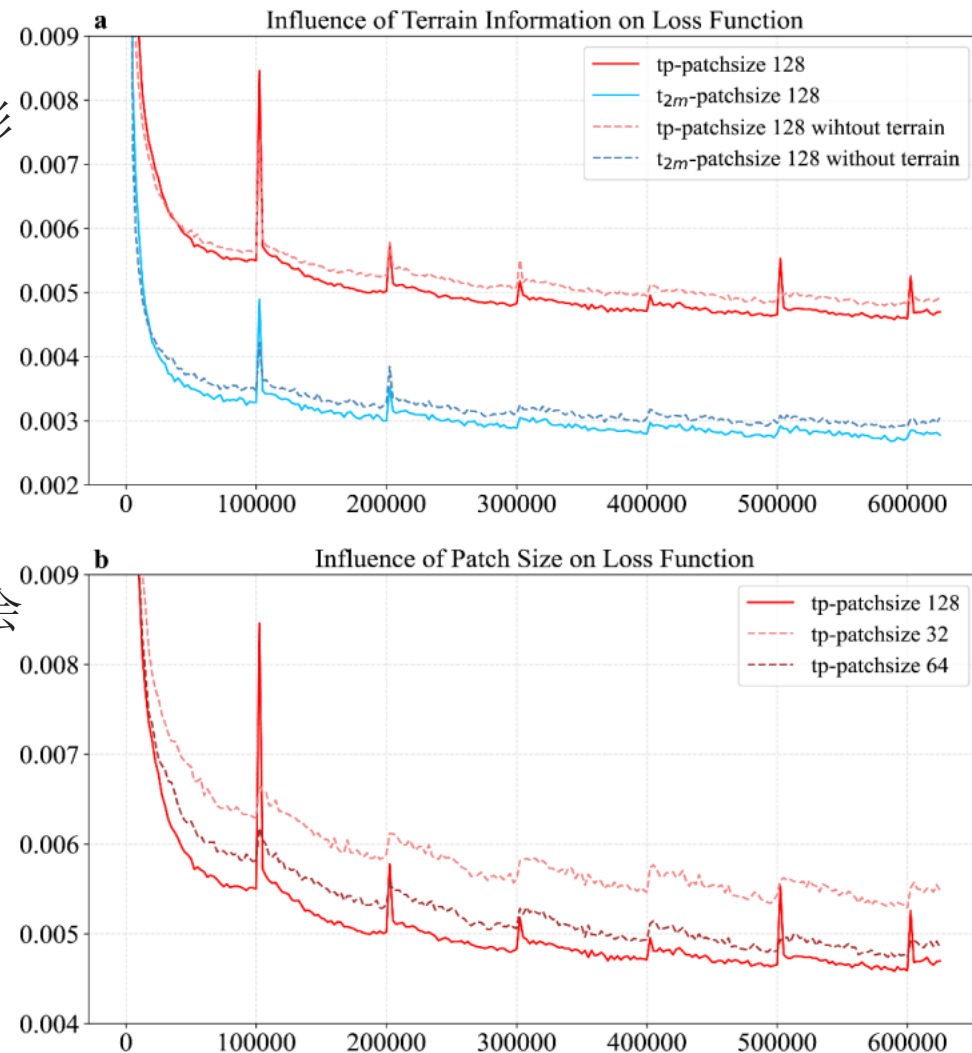 a Influence of Terrain Information on Loss Function
0.009
0.008
0.007
0.006
0.005
0.004
0.003
0.002
tp-patchsize 128
t₂ₘ-patchsize 128
tp-patchsize 128 wihtout terrain
t₂ₘ-patchsize 128 without terrain
0 100000 200000 300000 400000 500000 600000
b Influence of Patch Size on Loss Function
0.009
0.008
0.007
0.006
0.005
0.004
tp-patchsize 128
tp-patchsize 32
tp-patchsize 64
0 100000 200000 300000 400000 500000 600000